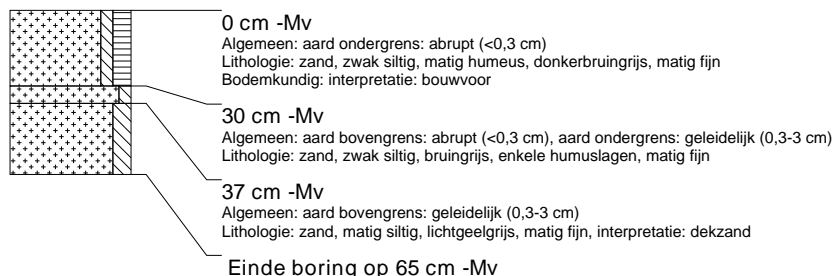 0 cm -Mv
Algemeen: aard ondergrens: abrupt (<0,3 cm)
Lithologie: zand, zwak siltig, matig humeus, donkerbruingrijs, matig fijn
Bodemkundig: interpretatie: bouwvoor
30 cm -Mv
Algemeen: aard bovengrens: abrupt (<0,3 cm), aard ondergrens: geleidelijk (0,3-3 cm)
Lithologie: zand, zwak siltig, bruingrijs, enkele humuslagen, matig fijn
37 cm -Mv
Algemeen: aard bovengrens: geleidelijk (0,3-3 cm)
Lithologie: zand, matig siltig, lichtgeelgrijs, matig fijn, interpretatie: dekzand
Einde boring op 65 cm -Mv